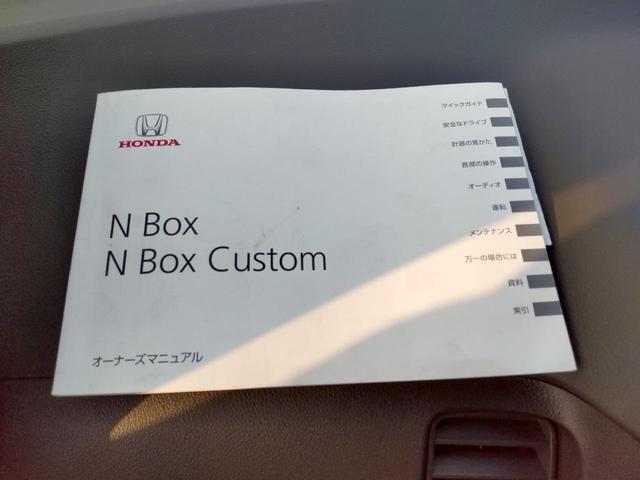 HONDA
N Box
N Box Custom
オーナーズマニュアル
クイックガイド
安全なドライブ
計器の見かた
各部の操作
オーディオ
運転
メンテナンス
万一の場合には
資料
索引